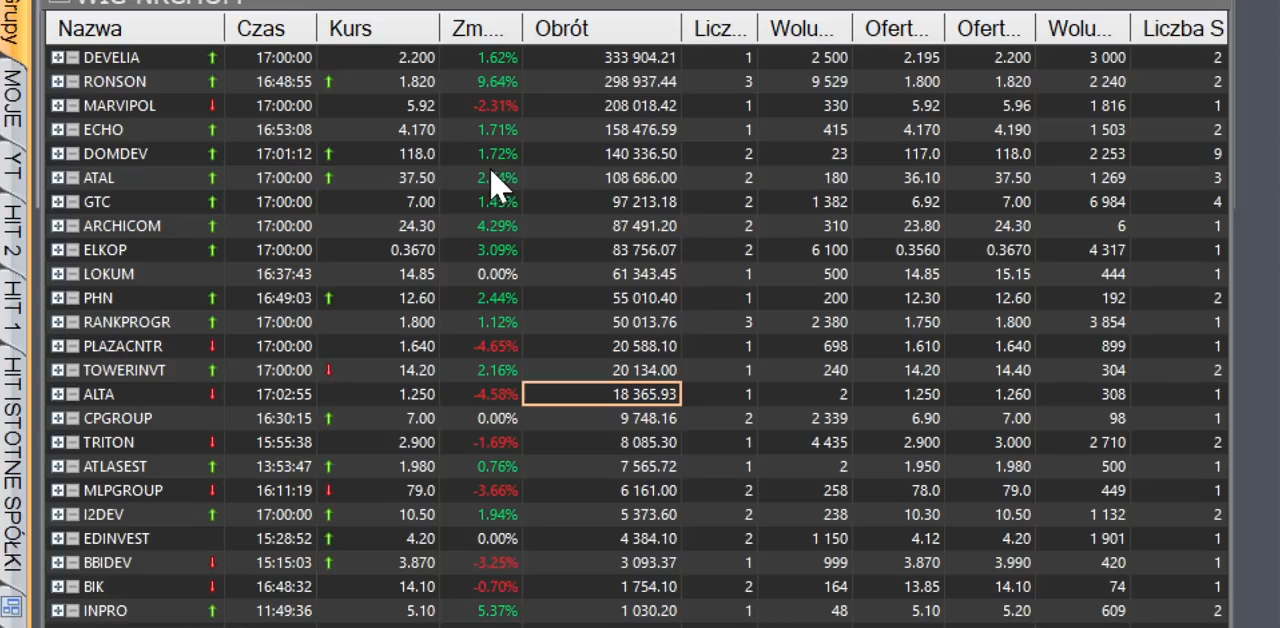 Nazwa Czas Kurs Zm.... Obrót Licz... Wolu... Ofert... Ofert... Wolu... Liczba S
DEVELIA 17:00:00 2.200 1.62% 333 904.21 1 2 500 2.195 2.200 3 000 2
RONSON 16:48:55 1.820 9.64% 298 937.44 3 9 529 1.800 1.820 2 240 2
MARVIPOL 17:00:00 5.92 -2.31% 208 018.42 1 330 5.92 5.96 1 816 1
ECHO 16:53:08 4.170 1.71% 158 476.59 1 415 4.170 4.190 1 503 2
DOMDEV 17:01:12 118.0 1.72% 140 336.50 2 23 117.0 118.0 2 253 9
ATAL 17:00:00 37.50 108 686.00 2 180 36.10 37.50 1 269 3
GTC 17:00:00 7.00 97 213.18 2 1 382 6.92 7.00 6 984 4
ARCHICOM 17:00:00 24.30 4.29% 87 491.20 2 310 23.80 24.30 6 1
ELKOP 17:00:00 0.3670 3.09% 83 756.07 2 6 100 0.3560 0.3670 4 317 1
LOKUM 16:37:43 14.85 0.00% 61 343.45 1 500 14.85 15.15 444 1
PHN 16:49:03 12.60 2.44% 55 010.40 1 200 12.30 12.60 192 2
RANKPROGR 17:00:00 1.800 1.12% 50 013.76 3 2 380 1.750 1.800 3 854 1
PLAZACNTR 17:00:00 1.640 -4.65% 20 588.10 1 698 1.610 1.640 899 1
TOWERINVT 17:00:00 14.20 2.16% 20 134.00 1 240 14.20 14.40 304 2
ALTA 17:02:55 1.250 -4.58% 18 365.93 1 2 1.250 1.260 308 1
CPGROUP 16:30:15 7.00 0.00% 9 748.16 2 2 339 6.90 7.00 98 1
TRITON 15:55:38 2.900 -1.69% 8 085.30 1 4 435 2.900 3.000 2 710 2
ATLASEST 13:53:47 1.980 0.76% 7 565.72 1 2 1.950 1.980 500 1
MLPGROUP 16:11:19 79.0 -3.66% 6 161.00 2 258 78.0 79.0 449 1
I2DEV 17:00:00 10.50 1.94% 5 373.60 2 238 10.30 10.50 1 132 2
EDINVEST 15:28:52 4.20 0.00% 4 384.10 2 1 150 4.12 4.20 1 901 1
BBIDEV 15:15:03 3.870 -3.25% 3 093.37 1 999 3.870 3.990 420 1
BIK 16:48:32 14.10 -0.70% 1 754.10 2 164 13.85 14.10 74 1
INPRO 11:49:36 5.10 5.37% 1 030.20 1 48 5.10 5.20 609 2
Grupy
MOJE
YT
HIT 2
HIT 1
HIT ISTOTNE SPÓŁKI